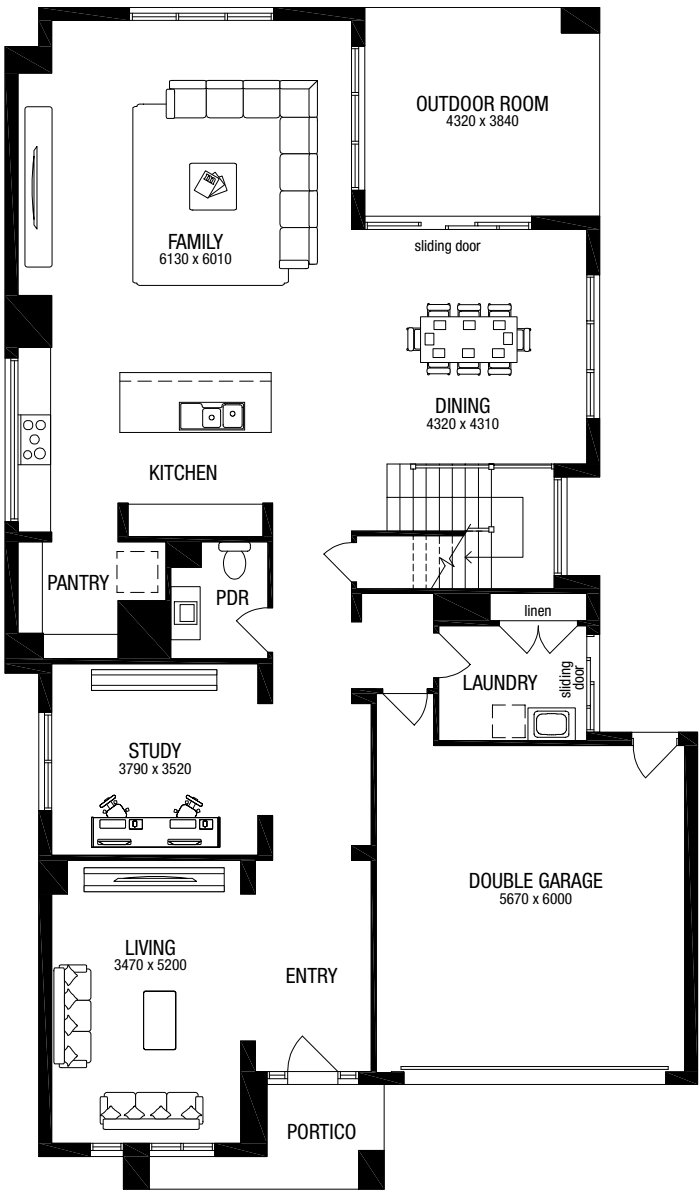 OUTDOOR ROOM
4320 x 3840
FAMILY
6130 x 6010
sliding door
DINING
4320 x 4310
KITCHEN
PANTRY
PDR
linen
LAUNDRY
sliding
door
STUDY
3790 x 3520
DOUBLE GARAGE
5670 x 6000
LIVING
3470 x 5200
ENTRY
PORTICO